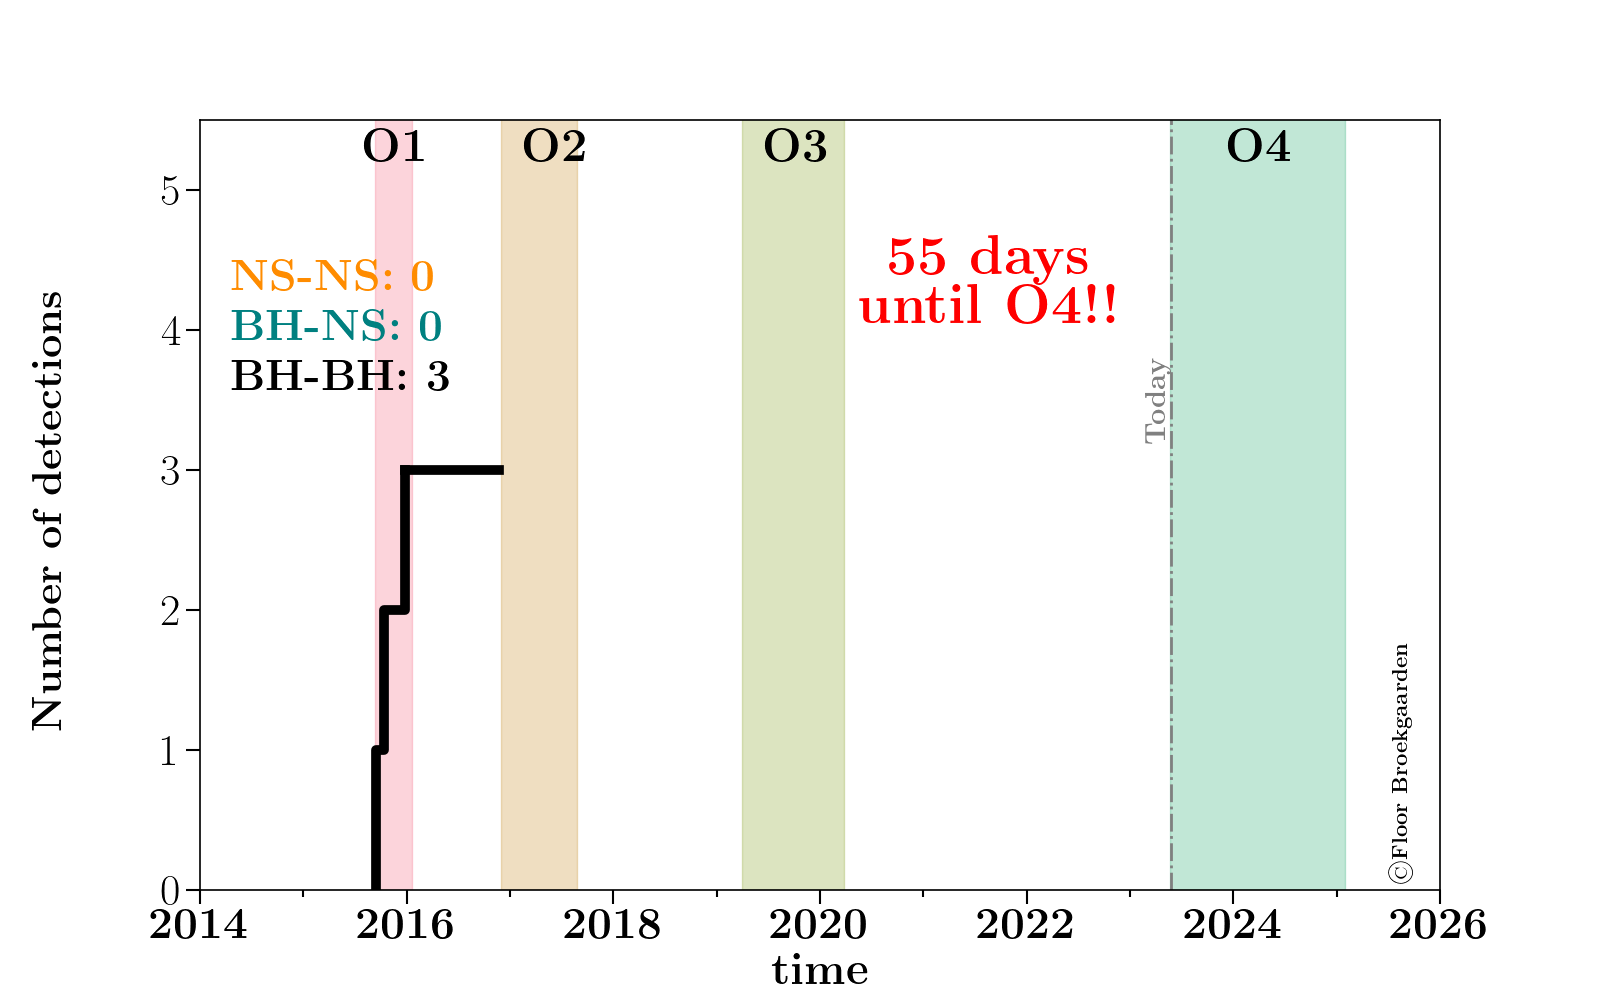 O1 O2 O3 O4
5
55 days
until O4!!
NS-NS: 0
BH-NS: 0
BH-BH: 3
4
Today
3
Number of detections
2
1
0
©Floor Broekgaarden
2014 2016 2018 2020 2022 2024 2026
time